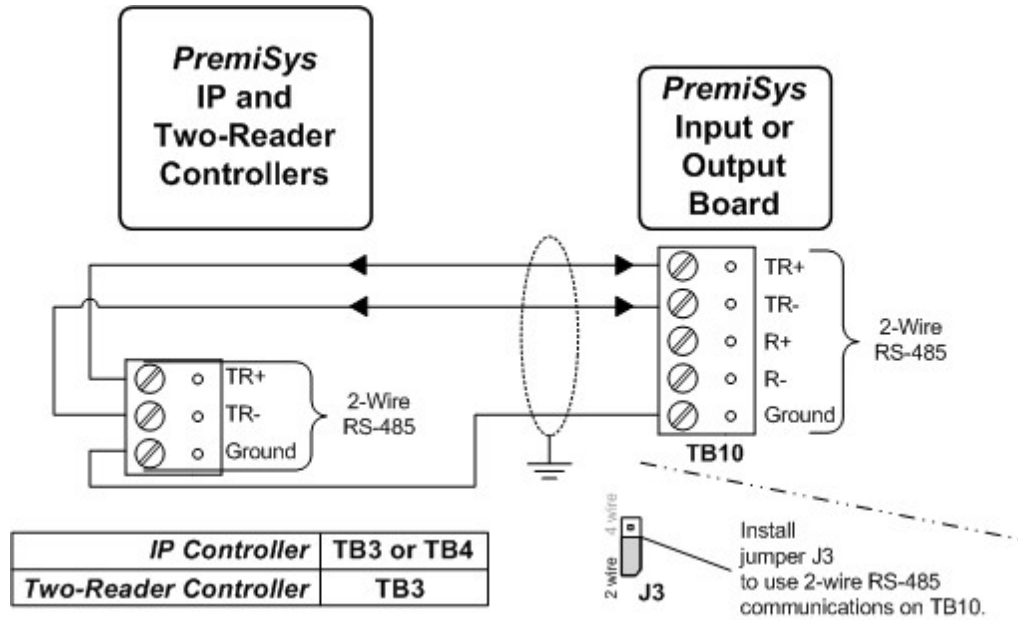 PremiSys
IP and
Two-Reader
Controllers
PremiSys
Input or
Output
Board
TR+
TR-
R+
R-
Ground
2-Wire
RS-485
TB10
TR+
TR-
Ground
2-Wire
RS-485
IP Controller TB3 or TB4
Two-Reader Controller TB3
2 wire 4 wire
J3
Install
jumper J3
to use 2-wire RS-485
communications on TB10.